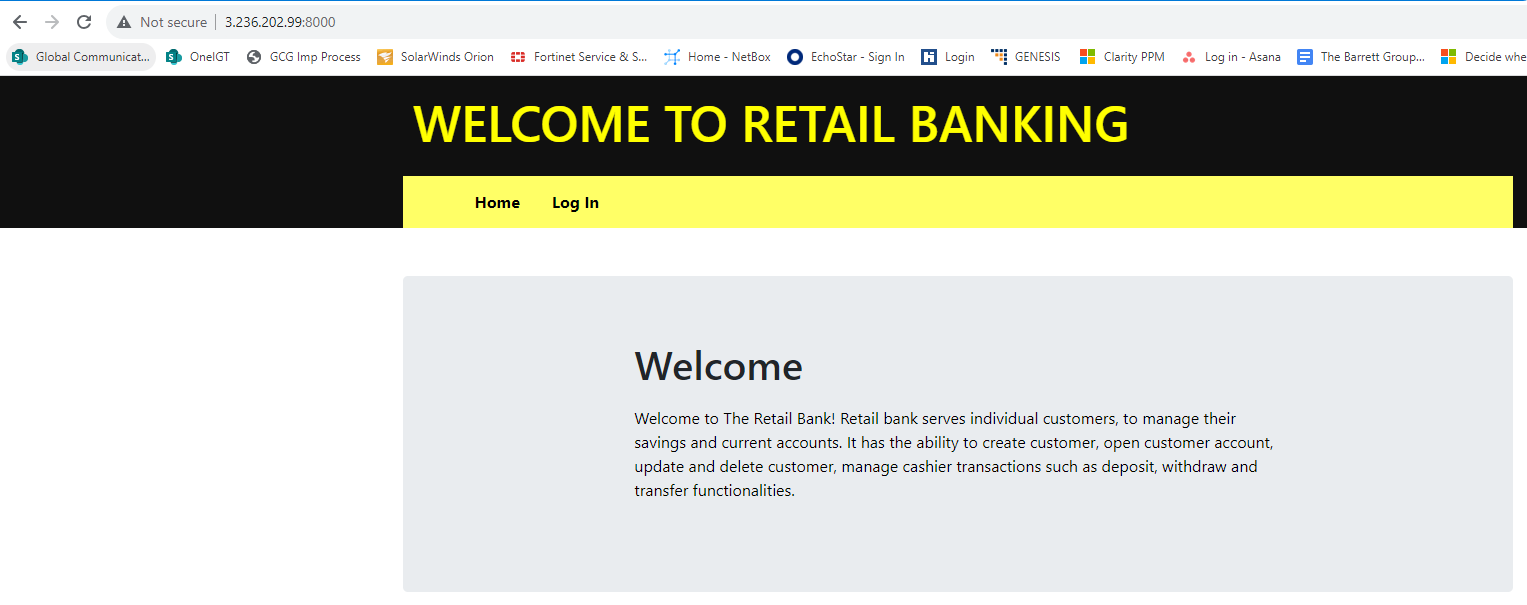 Not secure | 3.236.202.99:8000
Global Communicat... OneIGT GCG Imp Process SolarWinds Orion Fortinet Service & S... Home - NetBox EchoStar - Sign In Login GENESIS Clarity PPM Log in - Asana The Barrett Group... Decide whe
WELCOME TO RETAIL BANKING
Home Log In
Welcome
Welcome to The Retail Bank! Retail bank serves individual customers, to manage their
savings and current accounts. It has the ability to create customer, open customer account,
update and delete customer, manage cashier transactions such as deposit, withdraw and
transfer functionalities.